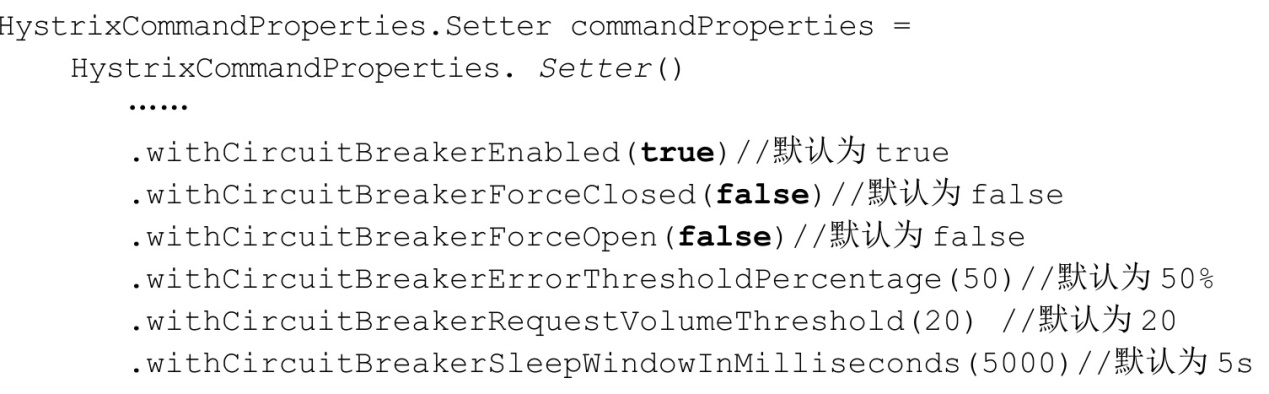 HystrixCommandProperties.Setter commandProperties =
HystrixCommandProperties. Setter()
……
.withCircuitBreakerEnabled(true)//默认为 true
.withCircuitBreakerForceClosed(false)//默认为 false
.withCircuitBreakerForceOpen(false)//默认为 false
.withCircuitBreakerErrorThresholdPercentage(50)//默认为 50%
.withCircuitBreakerRequestVolumeThreshold(20) //默认为 20
.withCircuitBreakerSleepWindowInMilliseconds(5000)//默认为 5s